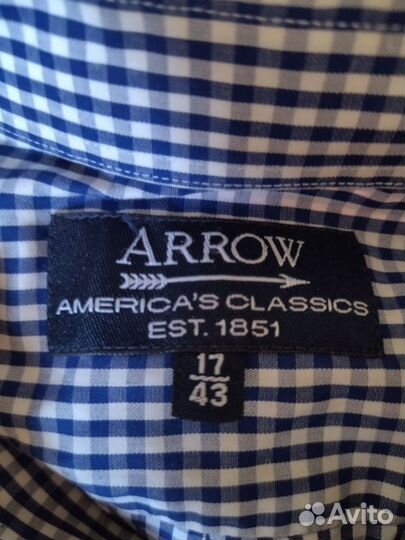 ARROW
AMERICA'S CLASSICS
EST. 1851
17
43
Avito